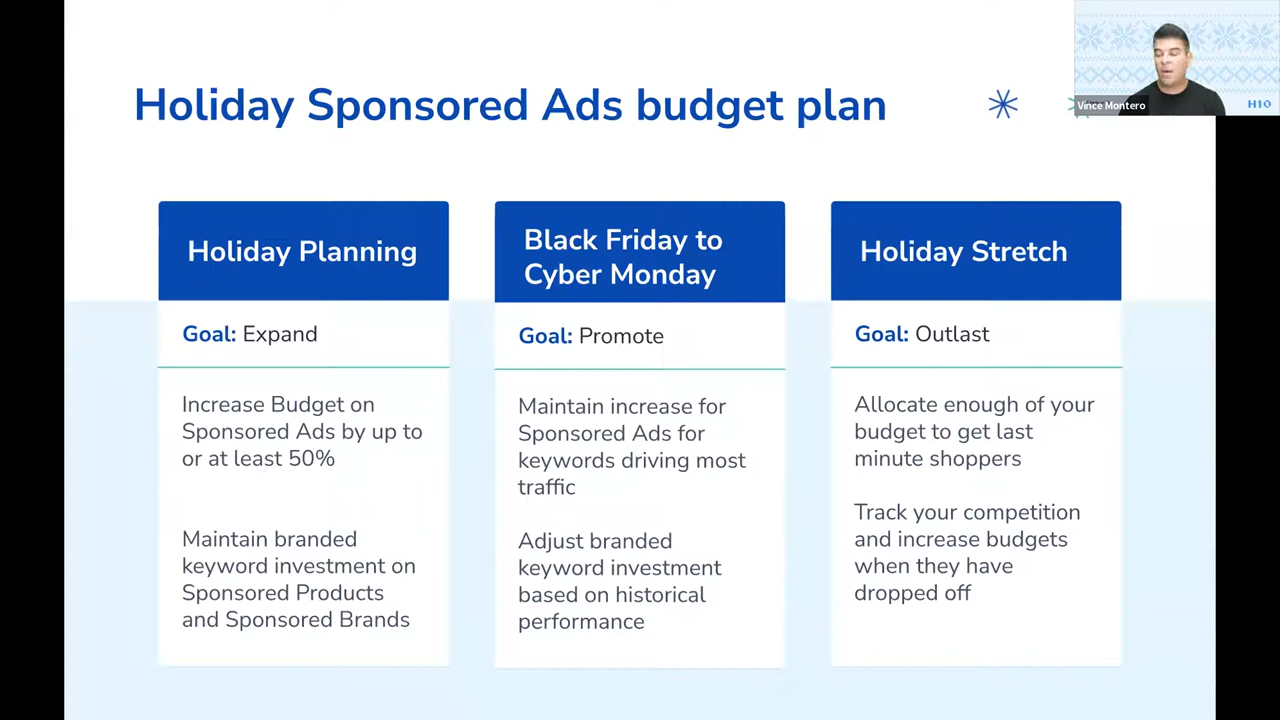 Holiday Sponsored Ads budget plan
Vince Montero
H10
Holiday Planning
Goal: Expand
Increase Budget on
Sponsored Ads by up to
or at least 50%
Maintain branded
keyword investment on
Sponsored Products
and Sponsored Brands
Black Friday to
Cyber Monday
Goal: Promote
Maintain increase for
Sponsored Ads for
keywords driving most
traffic
Adjust branded
keyword investment
based on historical
performance
Holiday Stretch
Goal: Outlast
Allocate enough of your
budget to get last
minute shoppers
Track your competition
and increase budgets
when they have
dropped off